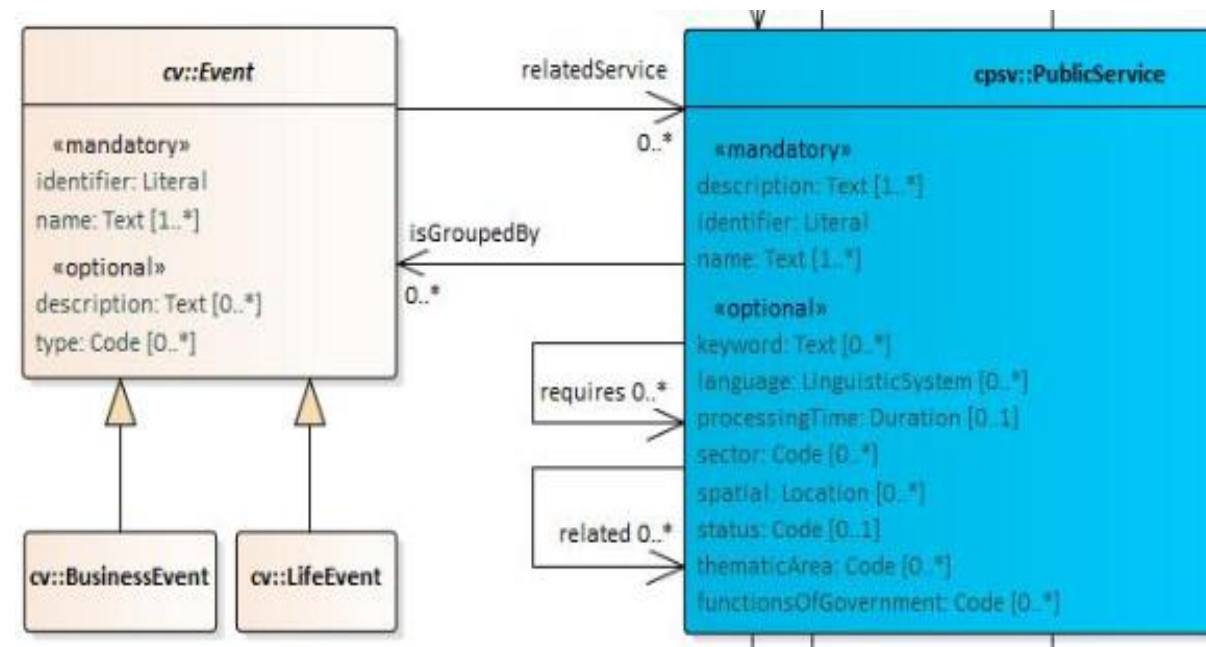 cv::Event
«mandatory»
identifier: Literal
name: Text [1..*]
«optional»
description: Text [0..*]
type: Code [0..*]
cv::BusinessEvent
cv::LifeEvent
relatedService
0..*
isGroupedBy
0..*
requires 0..*
related 0..*
cpsv::PublicService
«mandatory»
description: Text [1..*]
identifier: Literal
name: Text [1..*]
«optional»
keyword: Text [0..*]
language: LinguisticSystem [0..*]
processingTime: Duration [0..1]
sector: Code [0..*]
spatial: Location [0..*]
status: Code [0..1]
thematicArea: Code [0..*]
functionsOfGovernment: Code [0..*]